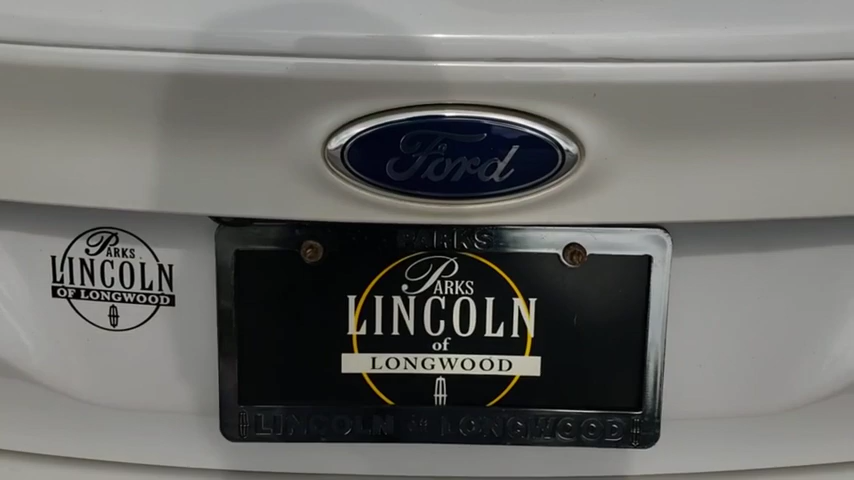 Ford
PARKS
LINCOLN
OF LONGWOOD
PARKS
PARKS
LINCOLN
of
LONGWOOD
LINCOLN OF LONGWOOD